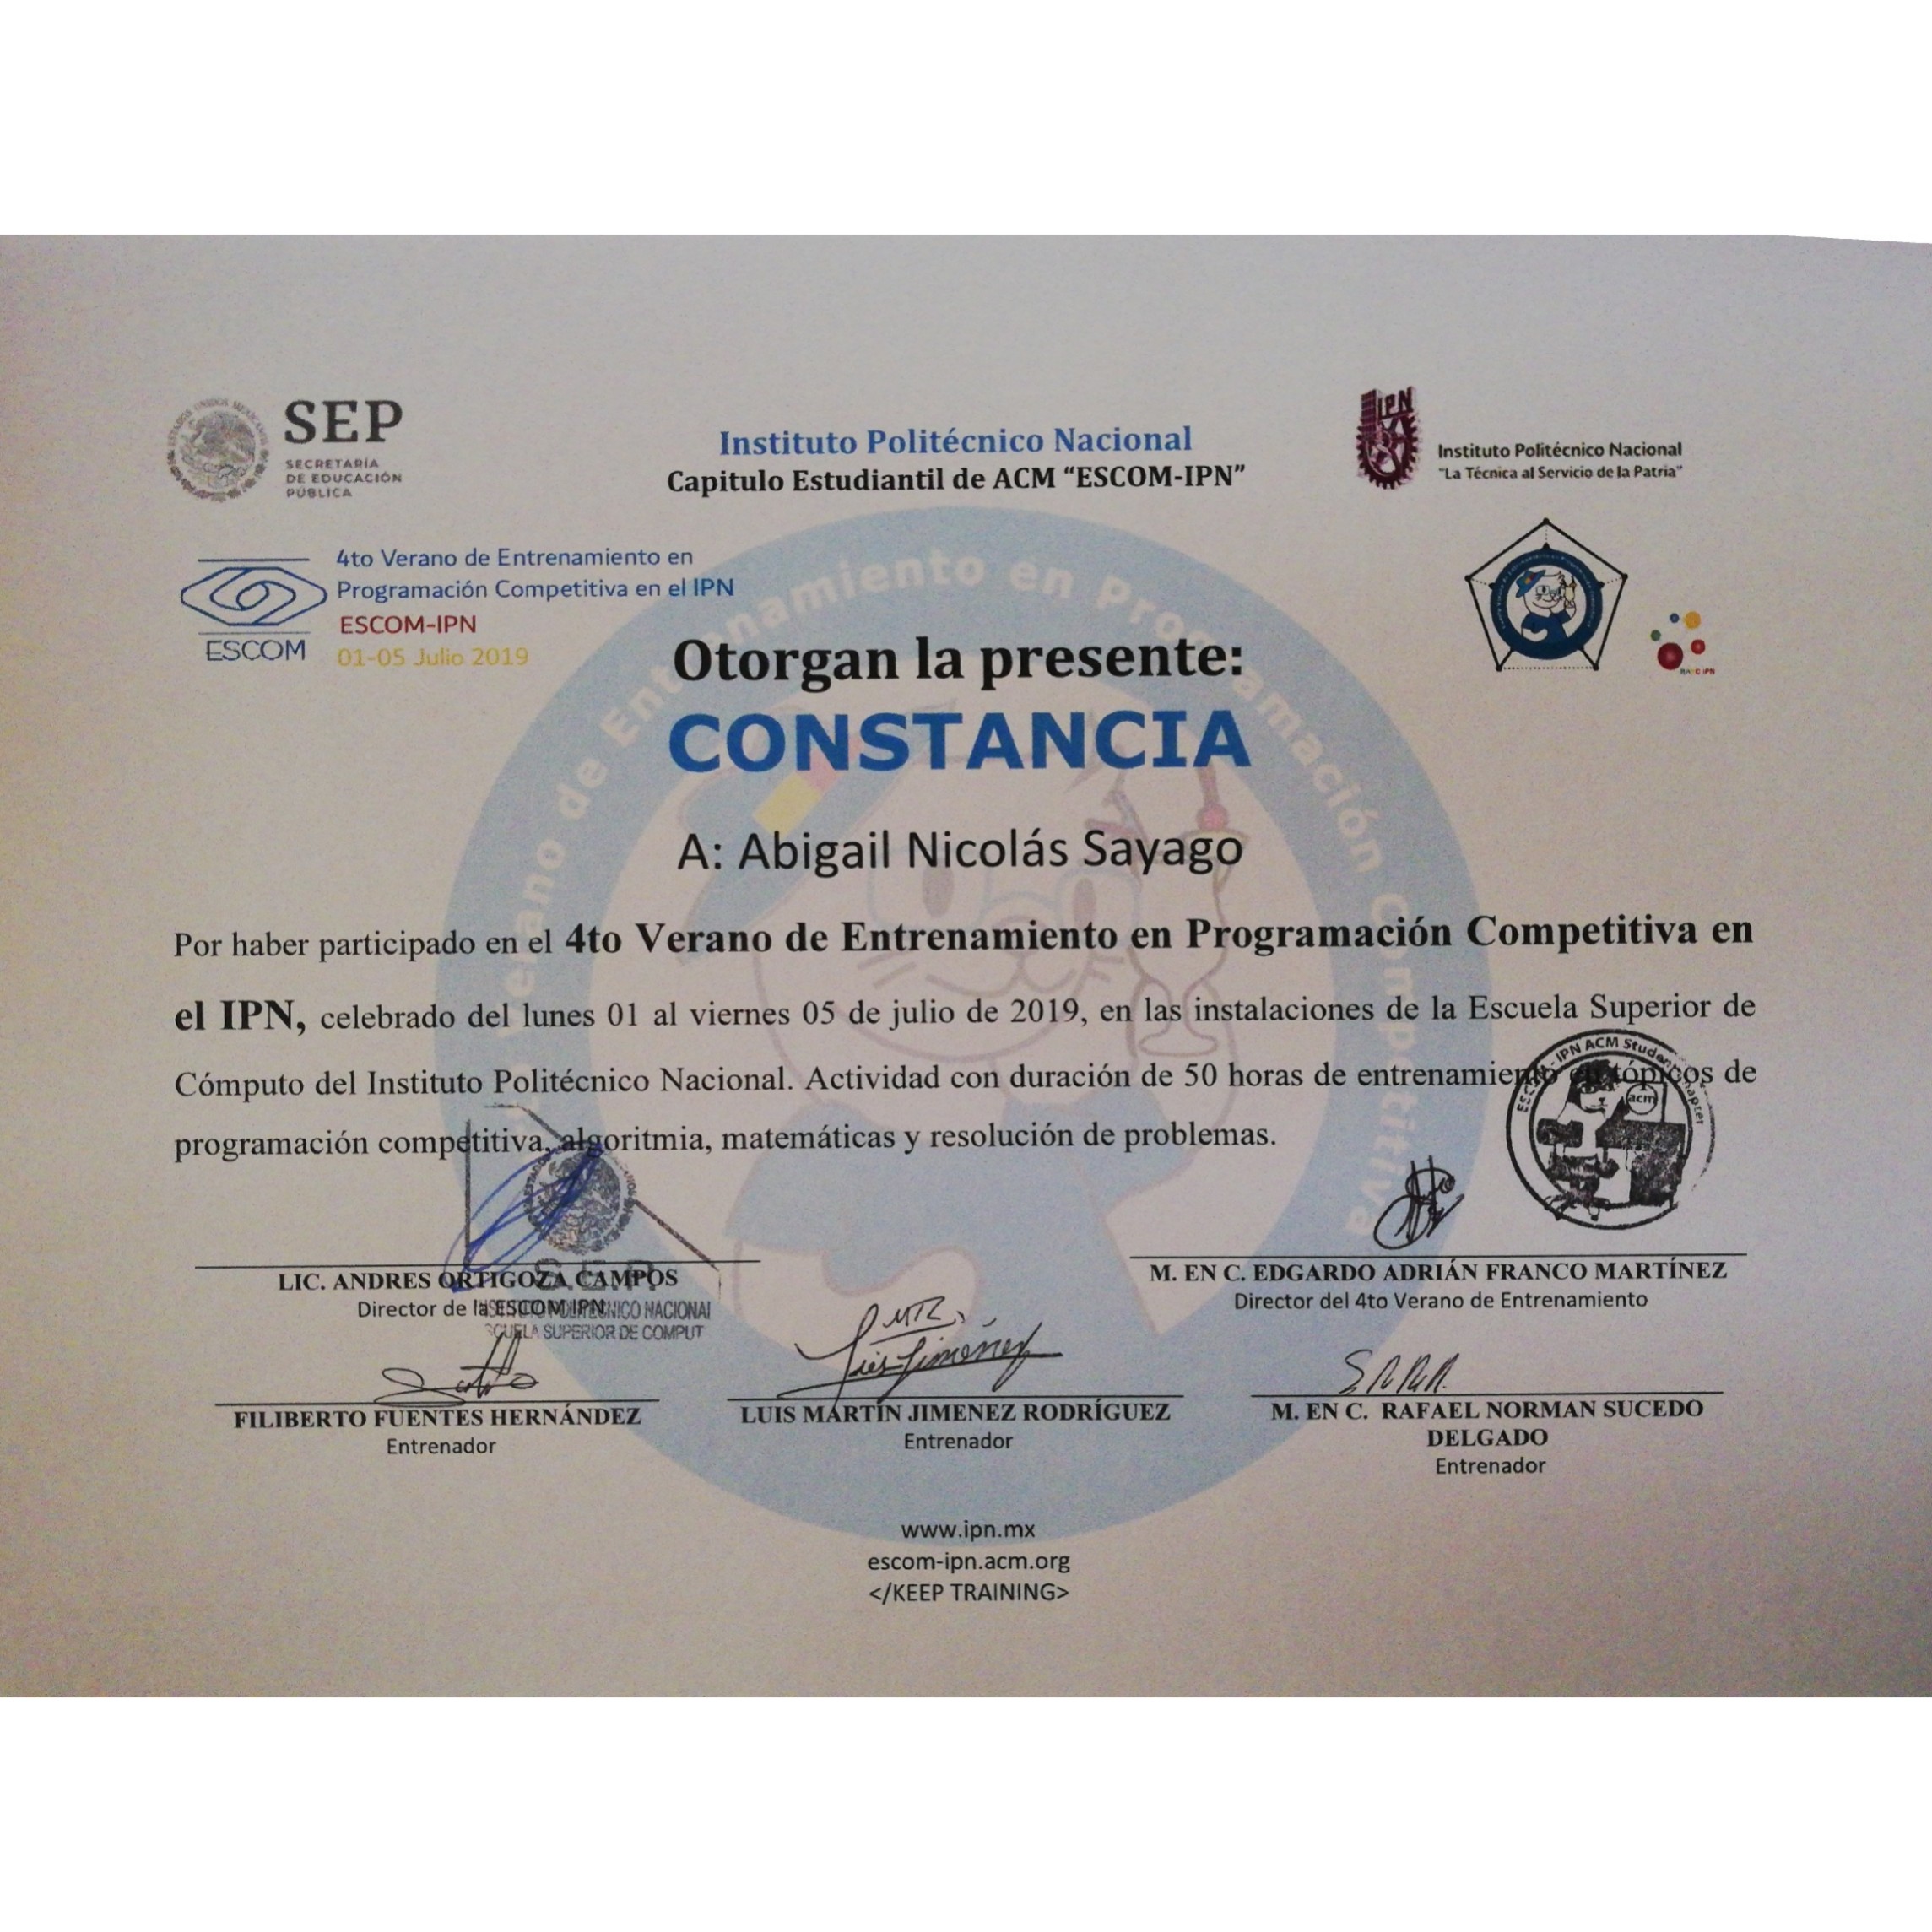 SEP
SECRETARÍA
DE EDUCACIÓN
PÚBLICA
Instituto Politécnico Nacional
Capitulo Estudiantil de ACM “ESCOM-IPN”
IPN
Instituto Politécnico Nacional
"La Técnica al Servicio de la Patria"
ESCOM
4to Verano de Entrenamiento en
Programación Competitiva en el IPN
ESCOM-IPN
01-05 Julio 2019
Verano de Entrenamiento en Programación Competitiva
Otorgan la presente:
CONSTANCIA
A: Abigail Nicolás Sayago
Por haber participado en el 4to Verano de Entrenamiento en Programación Competitiva en
el IPN, celebrado del lunes 01 al viernes 05 de julio de 2019, en las instalaciones de la Escuela Superior de
Cómputo del Instituto Politécnico Nacional. Actividad con duración de 50 horas de entrenamiento en tópicos de
programación competitiva, algoritmia, matemáticas y resolución de problemas.
IPN ACM Student Chapter
acm
S.E.P.
LIC. ANDRES ORTIGOZA CAMPOS
Director de la ESCOM IPN
NACIONAL
SUPERIOR DE COMPUT
M. EN C. EDGARDO ADRIÁN FRANCO MARTÍNEZ
Director del 4to Verano de Entrenamiento
Luis Jimenez
FILIBERTO FUENTES HERNÁNDEZ
Entrenador
LUIS MARTÍN JIMENEZ RODRÍGUEZ
Entrenador
M. EN C. RAFAEL NORMAN SUCEDO
DELGADO
Entrenador
www.ipn.mx
escom-ipn.acm.org
</KEEP TRAINING>